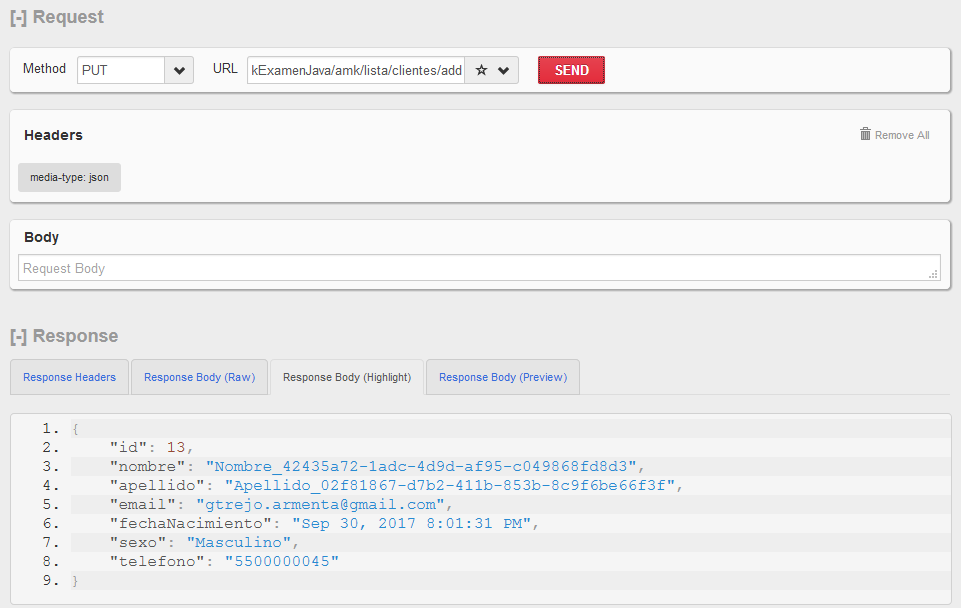 [-] Request
Method PUT URL kExamenJava/amk/lista/clientes/add SEND
Headers Remove All
media-type: json
Body
Request Body
[-] Response
Response Headers Response Body (Raw) Response Body (Highlight) Response Body (Preview)
1. {
2. "id": 13,
3. "nombre": "Nombre_42435a72-1adc-4d9d-af95-c049868fd8d3",
4. "apellido": "Apellido_02f81867-d7b2-411b-853b-8c9f6be66f3f",
5. "email": "gtrejo.armenta@gmail.com",
6. "fechaNacimiento": "Sep 30, 2017 8:01:31 PM",
7. "sexo": "Masculino",
8. "telefono": "5500000045"
9. }